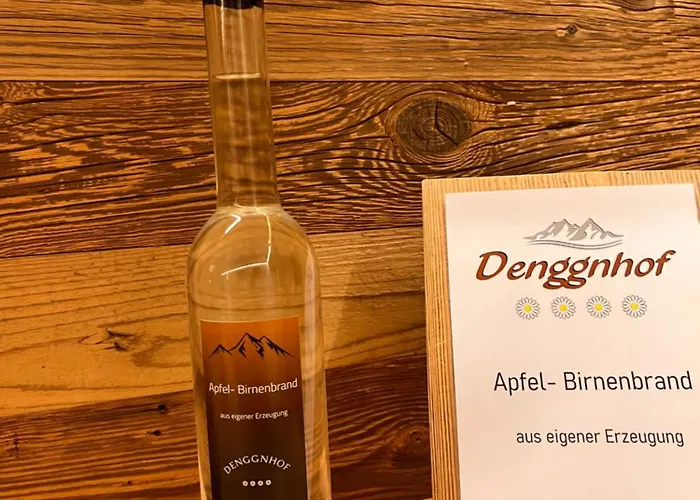 Apfel- Birnenbrand
aus eigener Erzeugung
DENGGNHOF
Denggnhof
Apfel- Birnenbrand
aus eigener Erzeugung